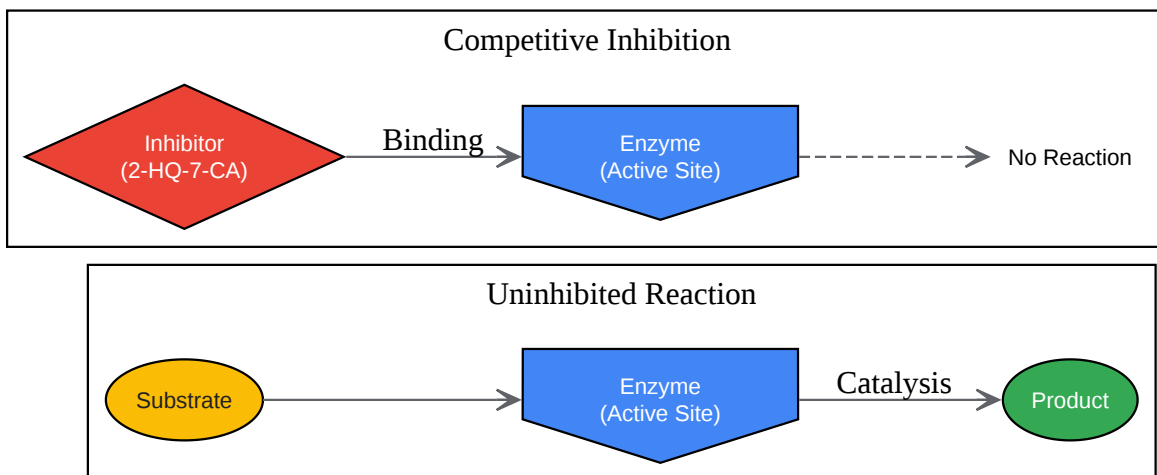 Competitive Inhibition
Inhibitor
(2-HQ-7-CA)
Binding
Enzyme
(Active Site)
No Reaction
Uninhibited Reaction
Substrate
Enzyme
(Active Site)
Catalysis
Product